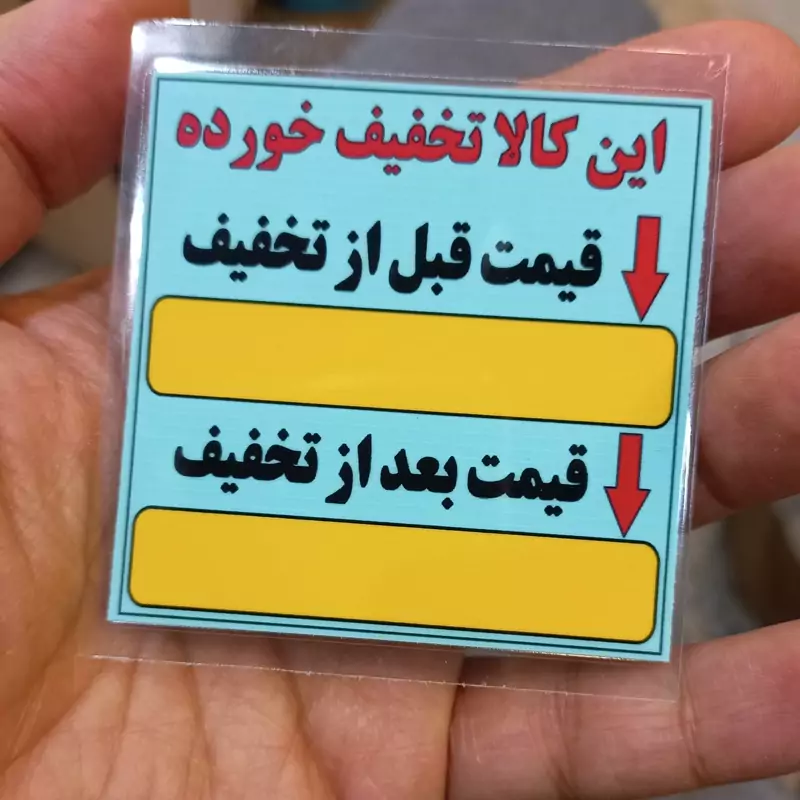 این کالا تخفیف خورده
قیمت قبل از تخفیف
قیمت بعد از تخفیف